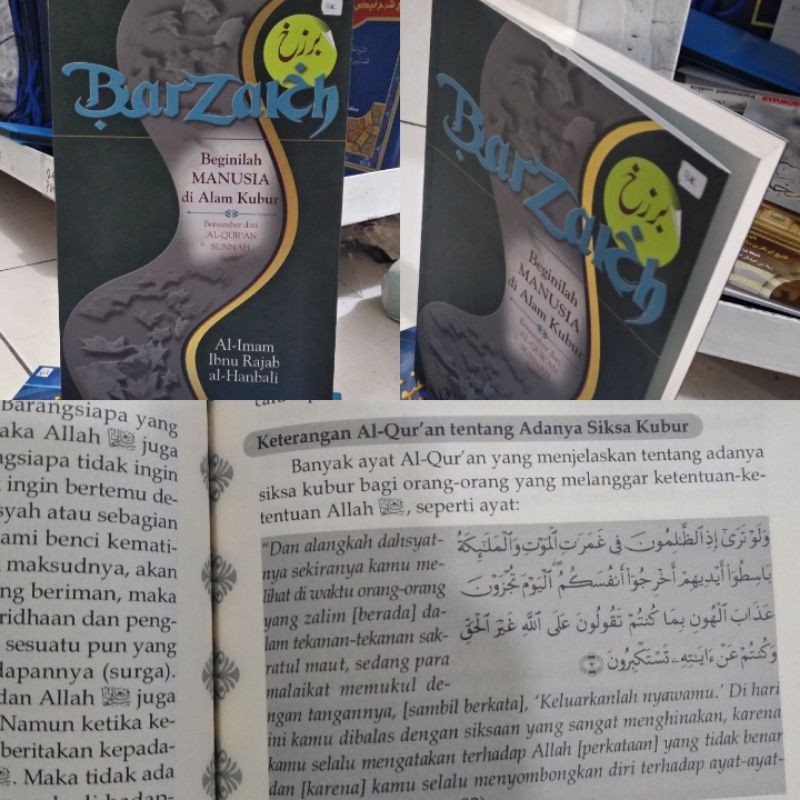 برزخ
BarZakh
Beginilah
MANUSIA
di Alam Kubur
Bersumber dari
AL-QUR'AN
& SUNNAH
Al-Imam
Ibnu Rajab
al-Hanbali
برزخ
BarZakh
Beginilah
MANUSIA
di Alam Kubur
Bersumber dari
AL-QUR'AN
& SUNNAH
Barangsiapa yang
aka Allah ﷻ juga
ngsiapa tidak ingin
ingin bertemu de-
syah atau sebagian
ami benci kemati-
maksudnya, akan
ng beriman, maka
ridhaan dan peng-
sesuatu pun yang
dapannya (surga).
dan Allah ﷻ juga
Namun ketika ke-
beritakan kepada-
Maka tidak ada
Keterangan Al-Qur'an tentang Adanya Siksa Kubur
Banyak ayat Al-Qur'an yang menjelaskan tentang adanya
siksa kubur bagi orang-orang yang melanggar ketentuan-ke-
tentuan Allah ﷻ, seperti ayat:
وَلَوْ تَرَىٰٓ إِذِ ٱلظَّٰلِمُونَ فِى غَمَرَٰتِ ٱلْمَوْتِ وَٱلْمَلَٰٓئِكَةُ
بَاسِطُوٓا۟ أَيْدِيهِمْ أَخْرِجُوٓا۟ أَنفُسَكُمُ ۖ ٱلْيَوْمَ تُجْزَوْنَ
عَذَابَ ٱلْهُونِ بِمَا كُنتُمْ تَقُولُونَ عَلَى ٱللَّهِ غَيْرَ ٱلْحَقِّ
وَكُنتُمْ عَنْ ءَايَٰتِهِۦ تَسْتَكْبِرُونَ
"Dan alangkah dahsyat-
nya sekiranya kamu me-
lihat di waktu orang-orang
yang zalim [berada] da-
lam tekanan-tekanan sak-
ratul maut, sedang para
malaikat memukul de-
ngan tangannya, [sambil berkata], 'Keluarkanlah nyawamu.' Di hari
ini kamu dibalas dengan siksaan yang sangat menghinakan, karena
kamu selalu mengatakan terhadap Allah [perkataan] yang tidak benar
dan [karena] kamu selalu menyombongkan diri terhadap ayat-ayat-